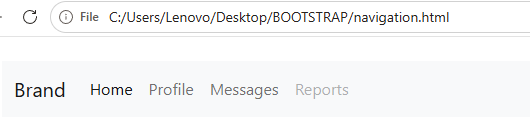 File C:/Users/Lenovo/Desktop/BOOTSTRAP/navigation.html
Brand Home Profile Messages Reports